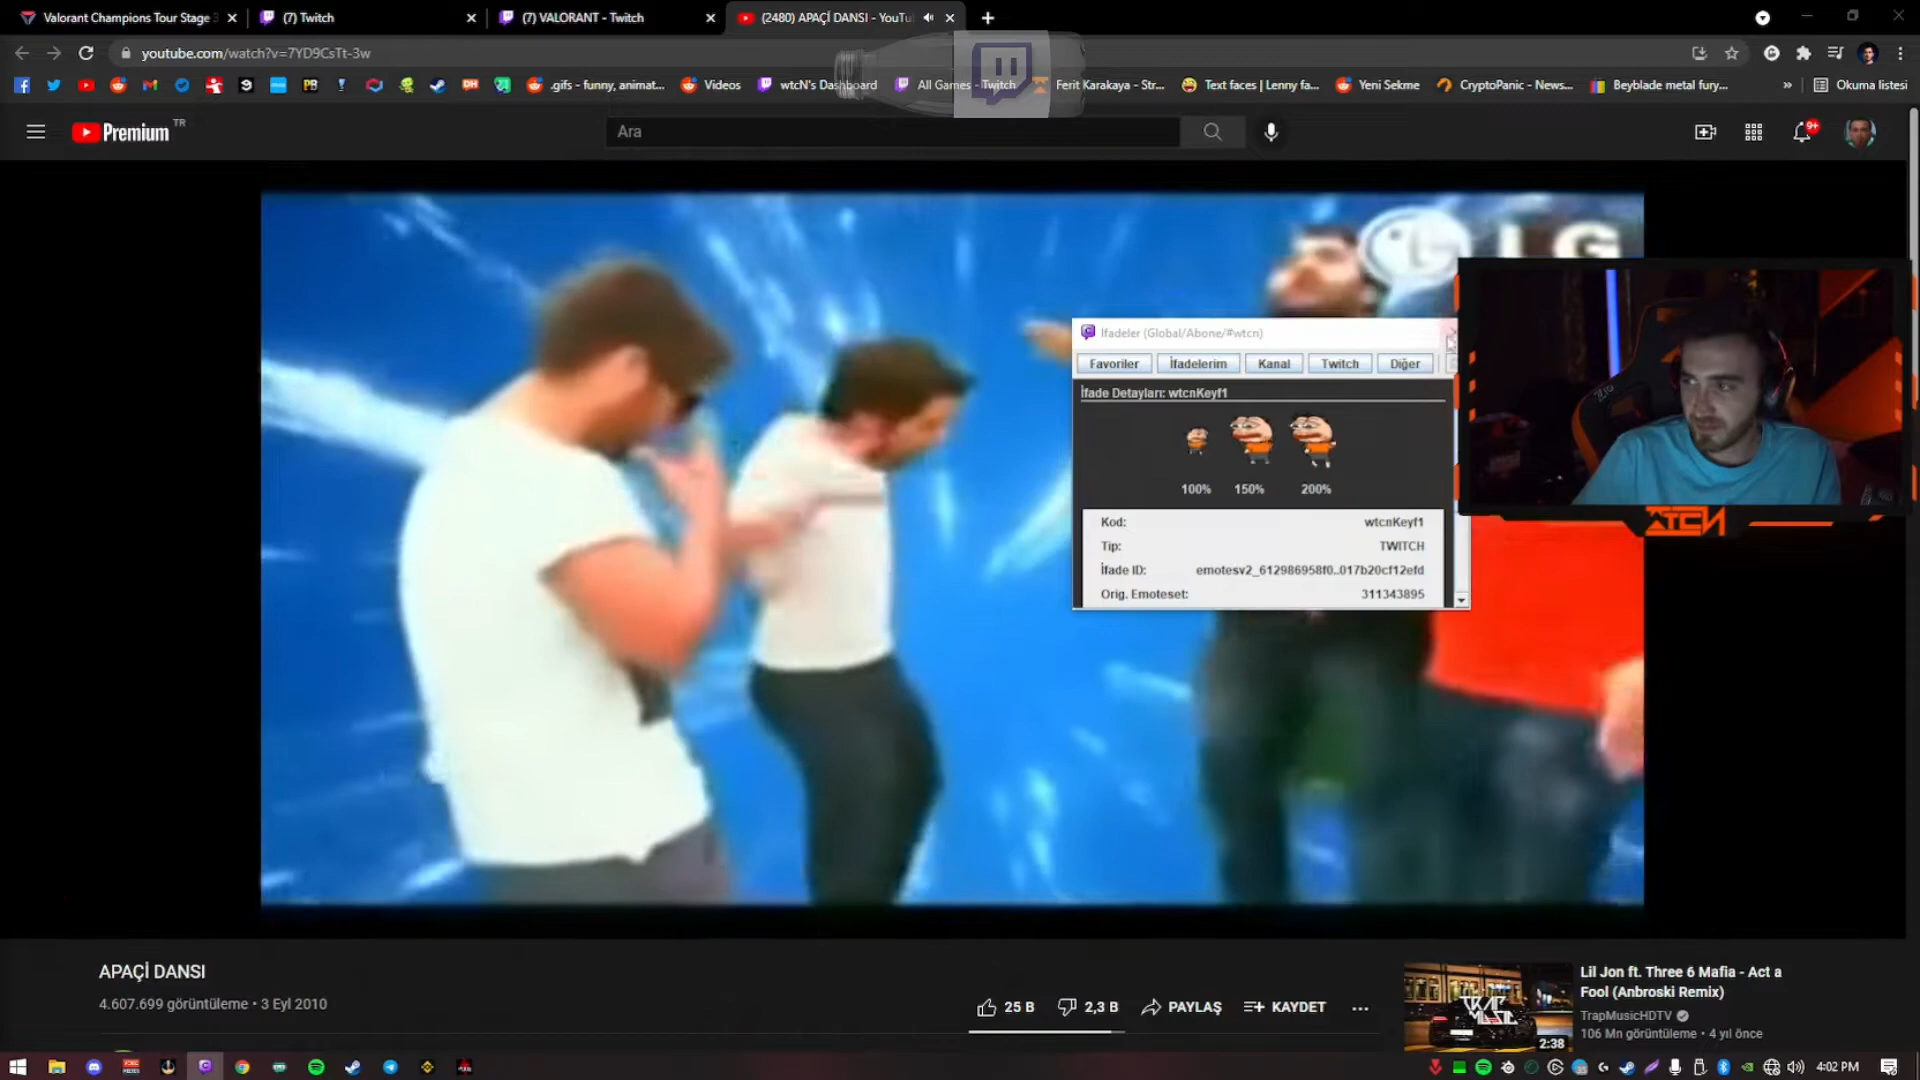 Valorant Champions Tour Stage 3
(7) Twitch
(7) VALORANT - Twitch
(2480) APAÇİ DANSI - YouTu
youtube.com/watch?v=7YD9CsTt-3w
.gifs - funny, animat...
Videos
wtcN's Dashboard
All Games - Twitch
Ferit Karakaya - Str...
Text faces | Lenny fa...
Yeni Sekme
CryptoPanic - News...
Beyblade metal fury...
»
Okuma listesi
Premium TR
Ara
9+
LG
İfadeler (Global/Abone/#wtcn)
Favoriler
İfadelerim
Kanal
Twitch
Diğer
İfade Detayları: wtcnKeyf1
100%
150%
200%
Kod: wtcnKeyf1
Tip: TWITCH
İfade ID: emotesv2_612986958f0..017b20cf12efd
Orig. Emoteset: 311343895
WTCN
APAÇİ DANSI
4.607.699 görüntüleme • 3 Eyl 2010
25 B
2,3 B
PAYLAŞ
KAYDET
Lil Jon ft. Three 6 Mafia - Act a
Fool (Anbroski Remix)
TrapMusicHDTV
106 Mn görüntüleme • 4 yıl önce
TRAP
MUSIC
2:38
4:02 PM